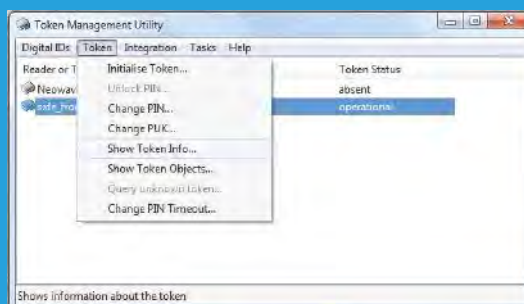 Token Management Utility
Digital IDs Token Integration Tasks Help
Reader or T Token Status
Neowav absent
operational
Initialise Token...
Unlock PIN...
Change PIN...
Change PUK...
Show Token Info...
Show Token Objects...
Query unknown token...
Change PIN Timeout...
Shows information about the token